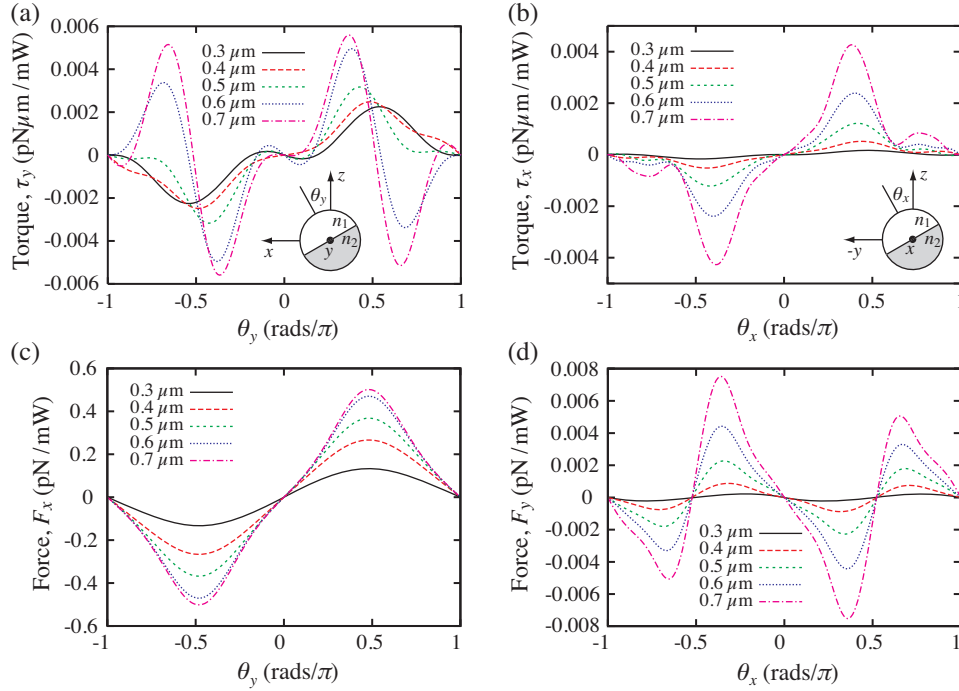 (a)
0.006
0.004
0.002
0
-0.002
-0.004
0.006
Torque, τy (pNμm / mW)
0.3 μm
0.4 μm
0.5 μm
0.6 μm
0.7 μm
θy
z
n1
n2
x
y
-1
-0.5
0
0.5
1
θy (rads/π)
(b)
0.004
0.002
0
-0.002
-0.004
Torque, τx (pNμm / mW)
0.3 μm
0.4 μm
0.5 μm
0.6 μm
0.7 μm
θx
z
n1
n2
-y
x
-1
-0.5
0
0.5
1
θx (rads/π)
(c)
0.6
0.4
0.2
0
-0.2
-0.4
-0.6
Force, Fx (pN / mW)
0.3 μm
0.4 μm
0.5 μm
0.6 μm
0.7 μm
-1
-0.5
0
0.5
1
θy (rads/π)
(d)
0.008
0.006
0.004
0.002
0
-0.002
-0.004
-0.006
-0.008
Force, Fy (pN / mW)
0.3 μm
0.4 μm
0.5 μm
0.6 μm
0.7 μm
-1
-0.5
0
0.5
1
θx (rads/π)